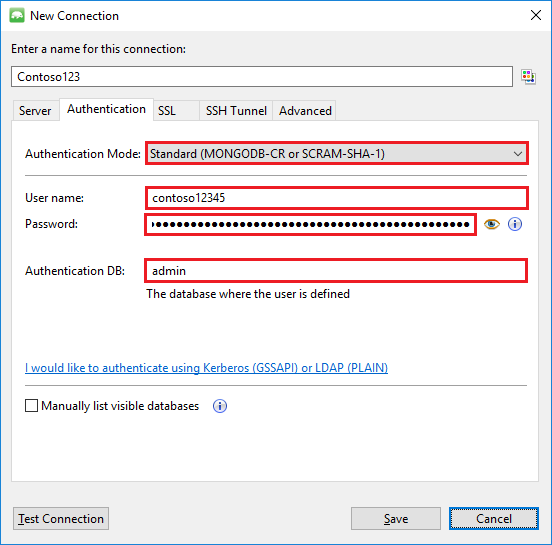 New Connection
Enter a name for this connection:
Contoso123
Server Authentication SSL SSH Tunnel Advanced
Authentication Mode: Standard (MONGODB-CR or SCRAM-SHA-1)
User name: contoso12345
Password:
Authentication DB: admin
The database where the user is defined
I would like to authenticate using Kerberos (GSSAPI) or LDAP (PLAIN)
Manually list visible databases
Test Connection Save Cancel